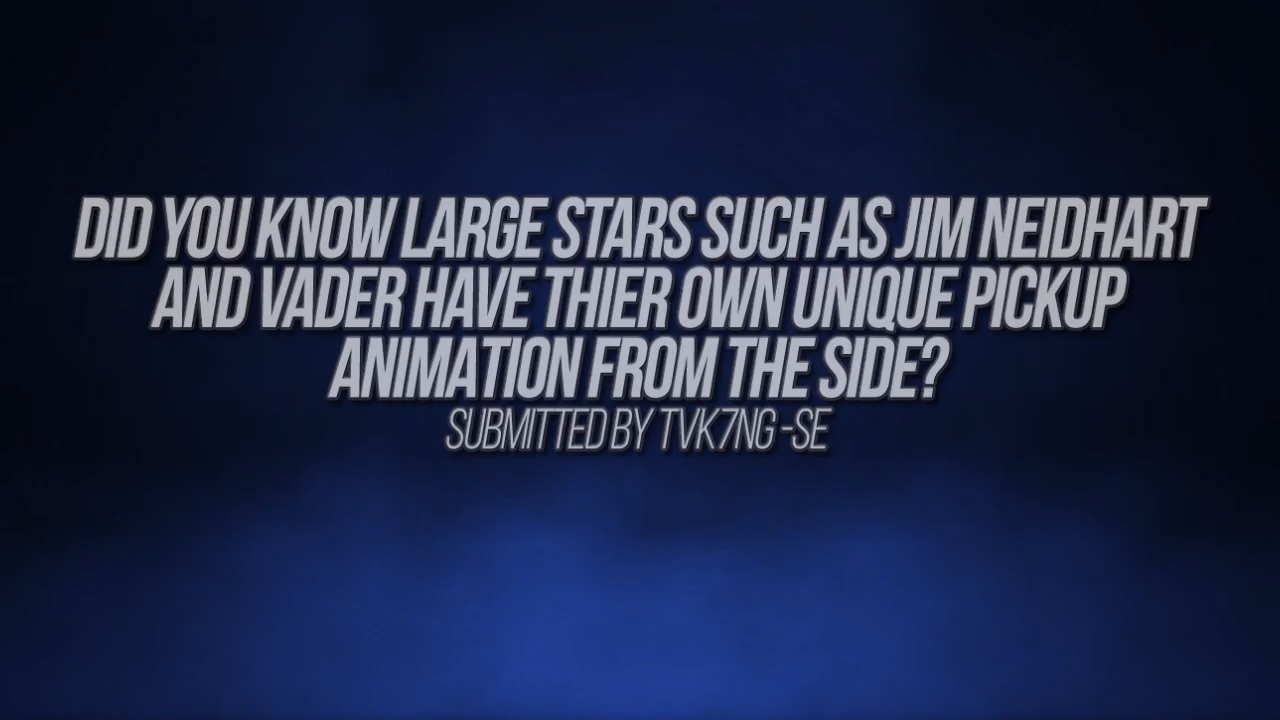 DID YOU KNOW LARGE STARS SUCH AS JIM NEIDHART
AND VADER HAVE THIER OWN UNIQUE PICKUP
ANIMATION FROM THE SIDE?
SUBMITTED BY TVK7NG -SE